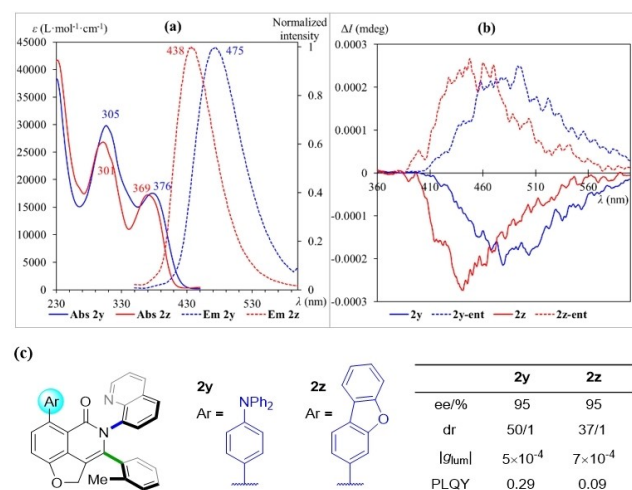 ε (L·mol⁻¹·cm⁻¹)
(a)
Normalized intensity
45000
40000
35000
30000
25000
20000
15000
10000
5000
0
1
0.8
0.6
0.4
0.2
0
438
475
305
301
369
376
230
330
430
530
λ (nm)
Abs 2y
Abs 2z
Em 2y
Em 2z
ΔI (mdeg)
(b)
0.0003
0.0002
0.0001
0
-0.0001
-0.0002
-0.0003
360
410
460
510
560
λ (nm)
2y
2y-ent
2z
2z-ent
(c)
Ar
O
N
N
O
Me
2y
Ar =
NPh₂
2z
Ar =
O
2y 2z
ee/% 95 95
dr 50/1 37/1
|g_lum| 5×10⁻⁴ 7×10⁻⁴
PLQY 0.29 0.09